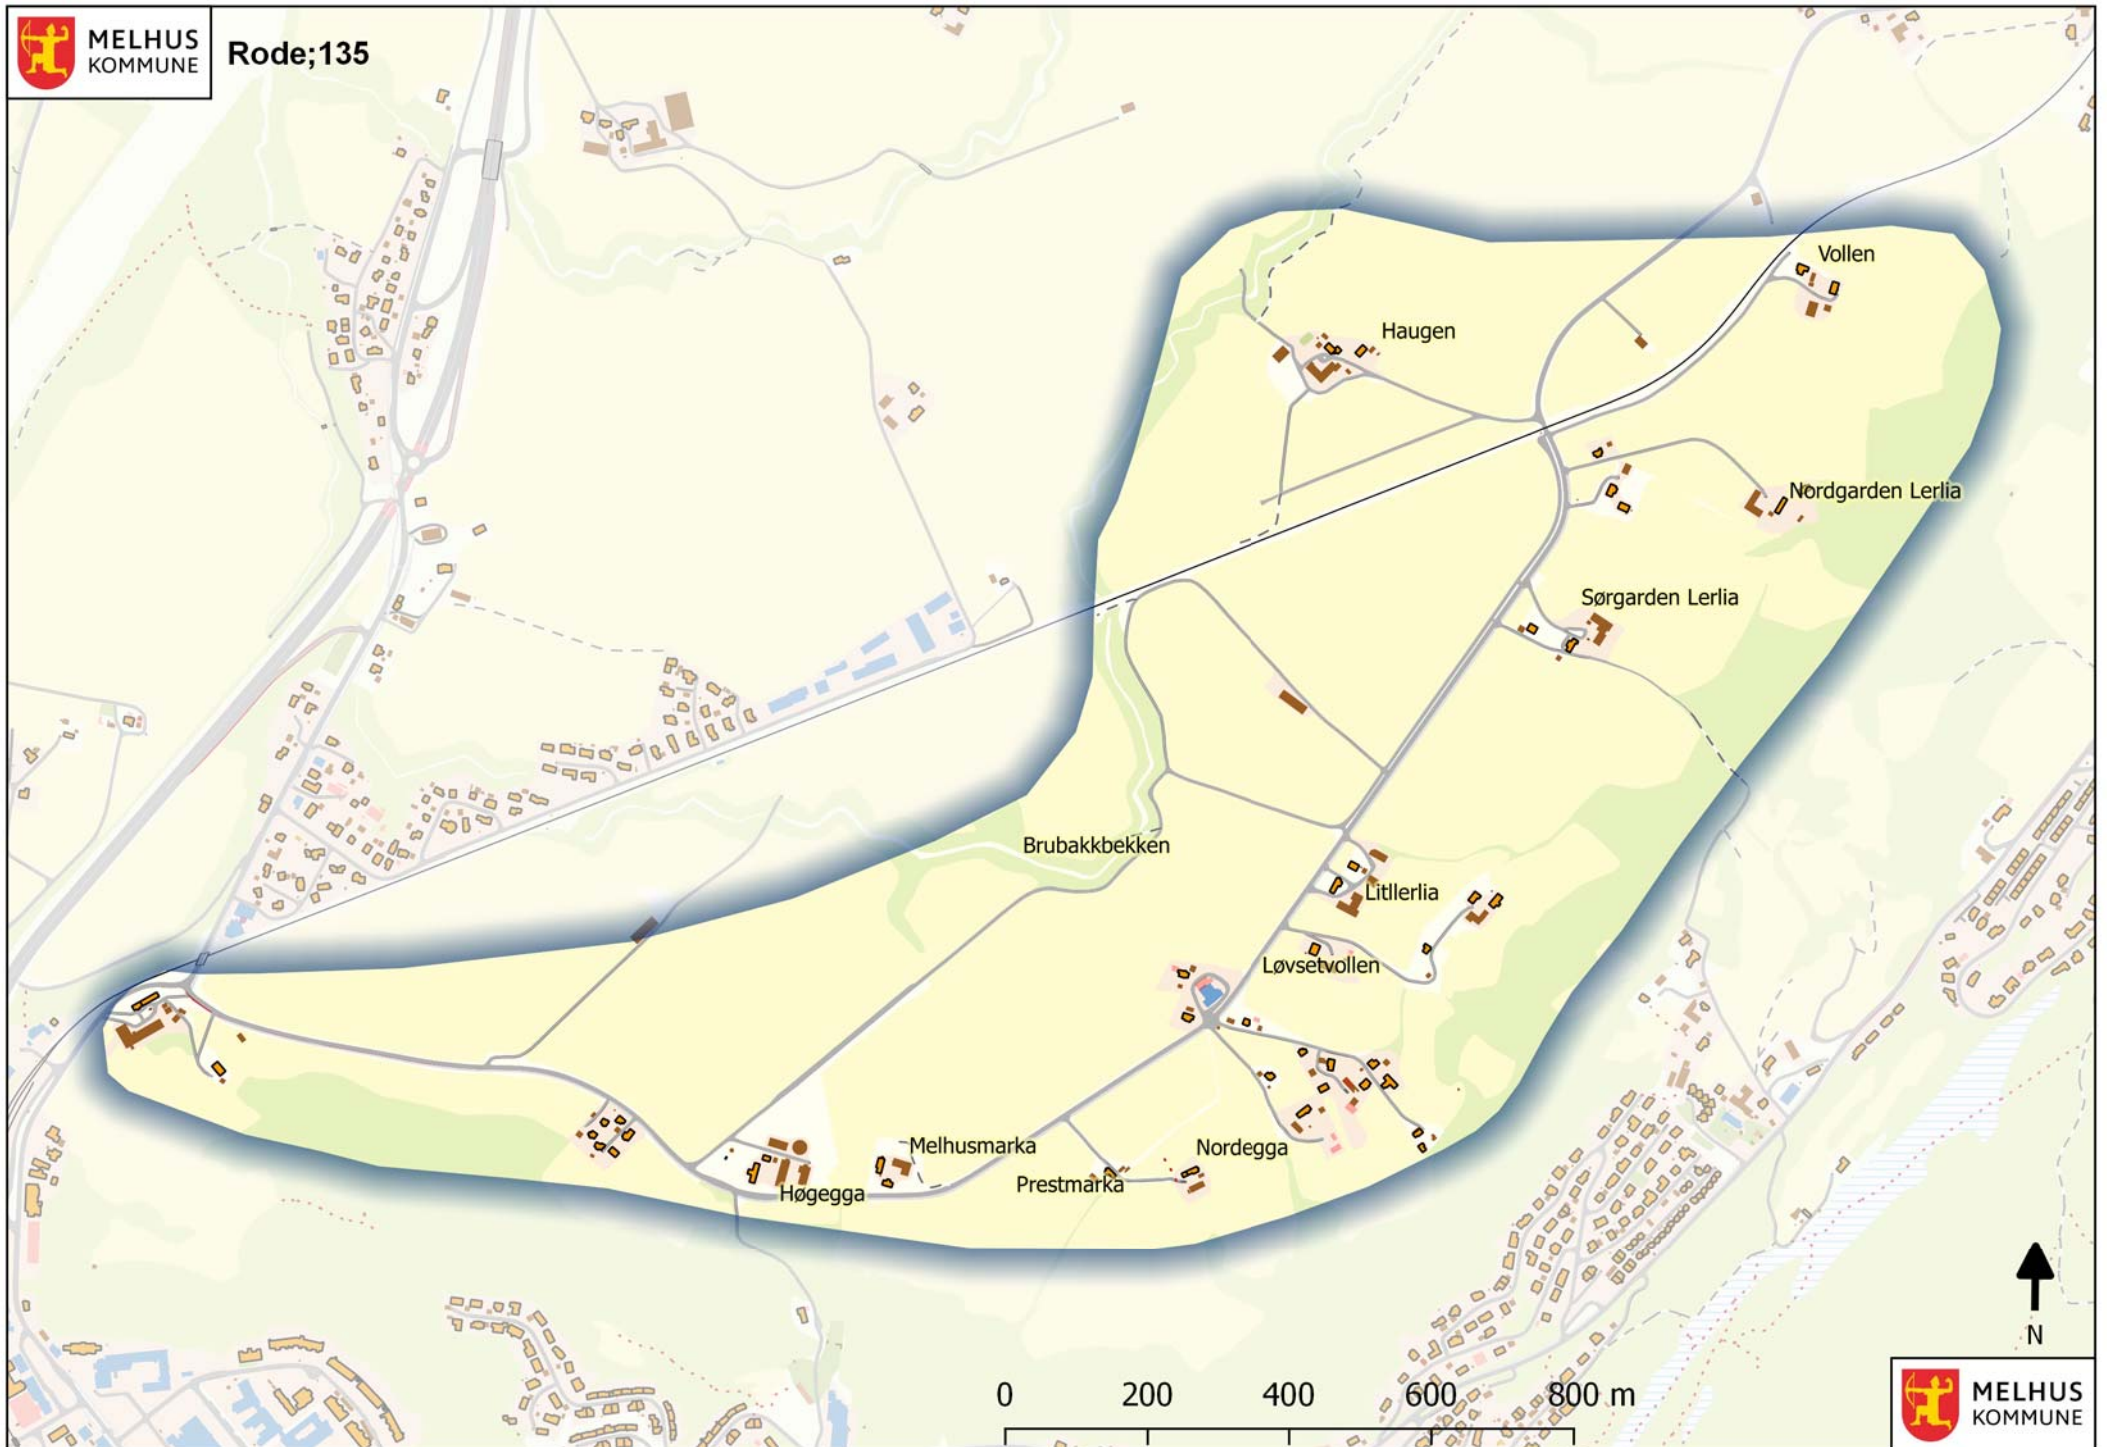 MELHUS
KOMMUNE
Rode;135
Vollen
Haugen
Nordgarden Lerlia
Sørgarden Lerlia
Brubakkbekken
Litllerlia
Løvsetvollen
Melhusmarka
Nordegga
Prestmarka
Høgegga
N
0 200 400 600 800 m
MELHUS
KOMMUNE